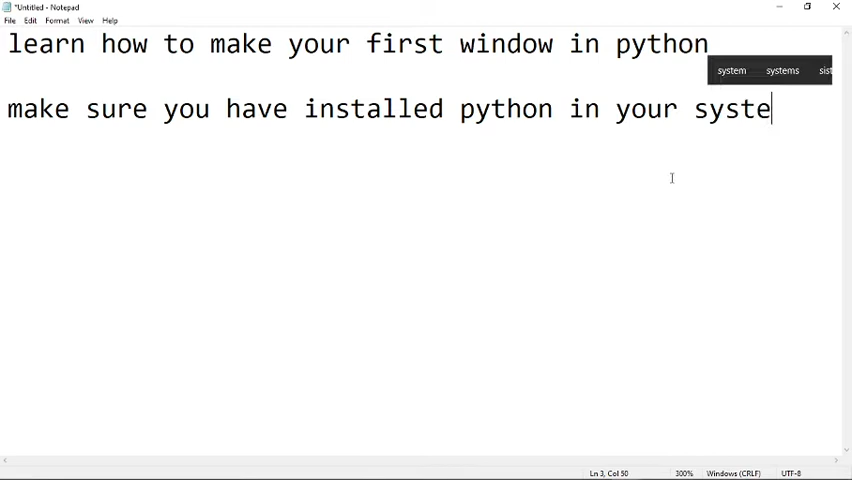 *Untitled - Notepad
File Edit Format View Help
learn how to make your first window in python
system systems sist
make sure you have installed python in your syste
Ln 3, Col 50 300% Windows (CRLF) UTF-8